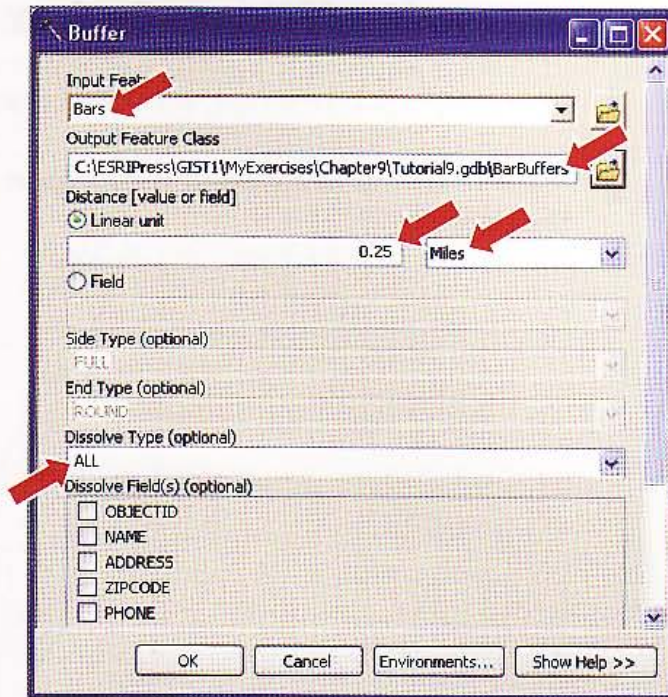 Buffer
Input Features
Bars
Output Feature Class
C:\ESRIPress\GIST1\MyExercises\Chapter9\Tutorial9.gdb\BarBuffers
Distance [value or field]
Linear unit
0.25 Miles
Field
Side Type (optional)
FULL
End Type (optional)
ROUND
Dissolve Type (optional)
ALL
Dissolve Field(s) (optional)
OBJECTID
NAME
ADDRESS
ZIPCODE
PHONE
OK Cancel Environments... Show Help >>